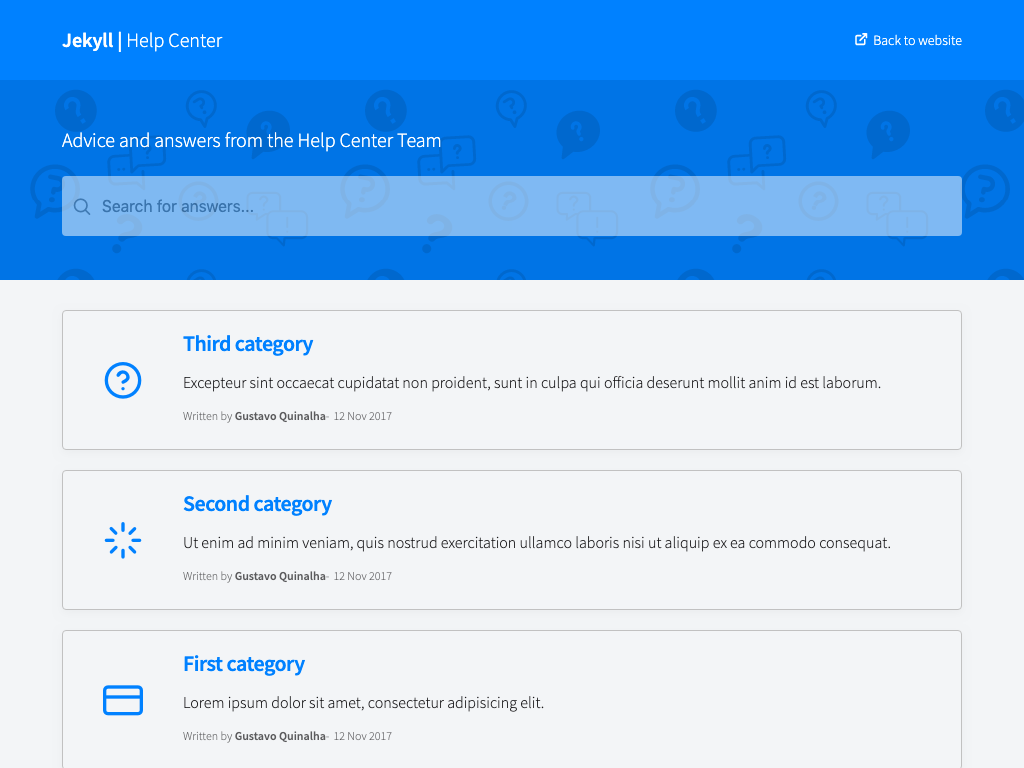 Jekyll | Help Center
Back to website
Advice and answers from the Help Center Team
Search for answers...
Third category
Excepteur sint occaecat cupidatat non proident, sunt in culpa qui officia deserunt mollit anim id est laborum.
Written by Gustavo Quinalha- 12 Nov 2017
Second category
Ut enim ad minim veniam, quis nostrud exercitation ullamco laboris nisi ut aliquip ex ea commodo consequat.
Written by Gustavo Quinalha- 12 Nov 2017
First category
Lorem ipsum dolor sit amet, consectetur adipisicing elit.
Written by Gustavo Quinalha- 12 Nov 2017